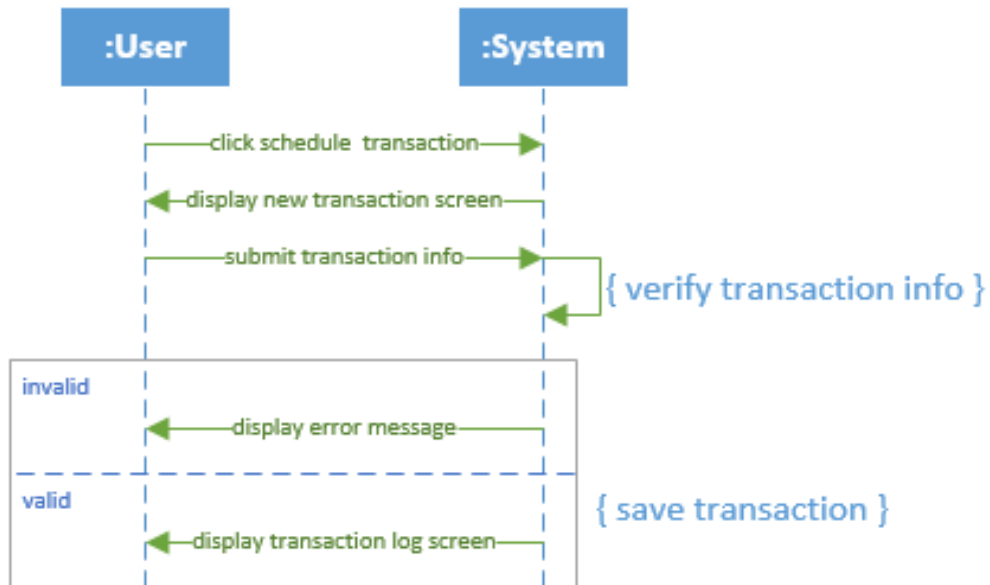 :User
:System
click schedule transaction
display new transaction screen
submit transaction info
{ verify transaction info }
invalid
display error message
valid
{ save transaction }
display transaction log screen